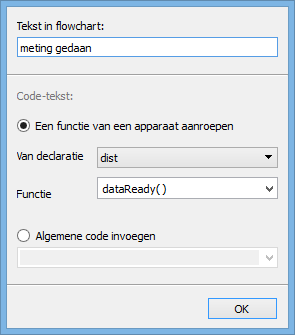 Tekst in flowchart:
meting gedaan
Code-tekst:
Een functie van een apparaat aanroepen
Van declaratie dist
Functie dataReady()
Algemene code invoegen
OK